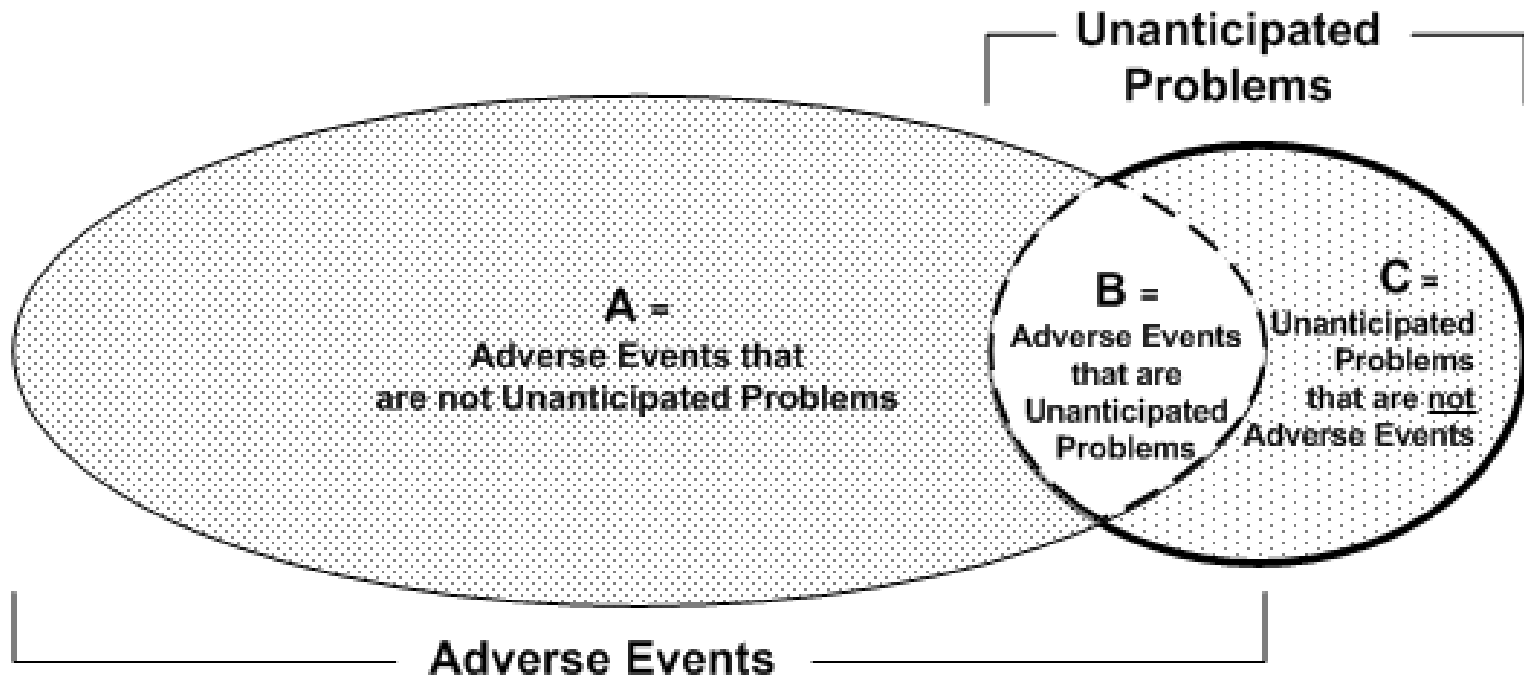 Unanticipated
Problems
A =
Adverse Events that
are not Unanticipated Problems
B =
Adverse Events
that are
Unanticipated
Problems
C =
Unanticipated
Problems
that are not
Adverse Events
Adverse Events